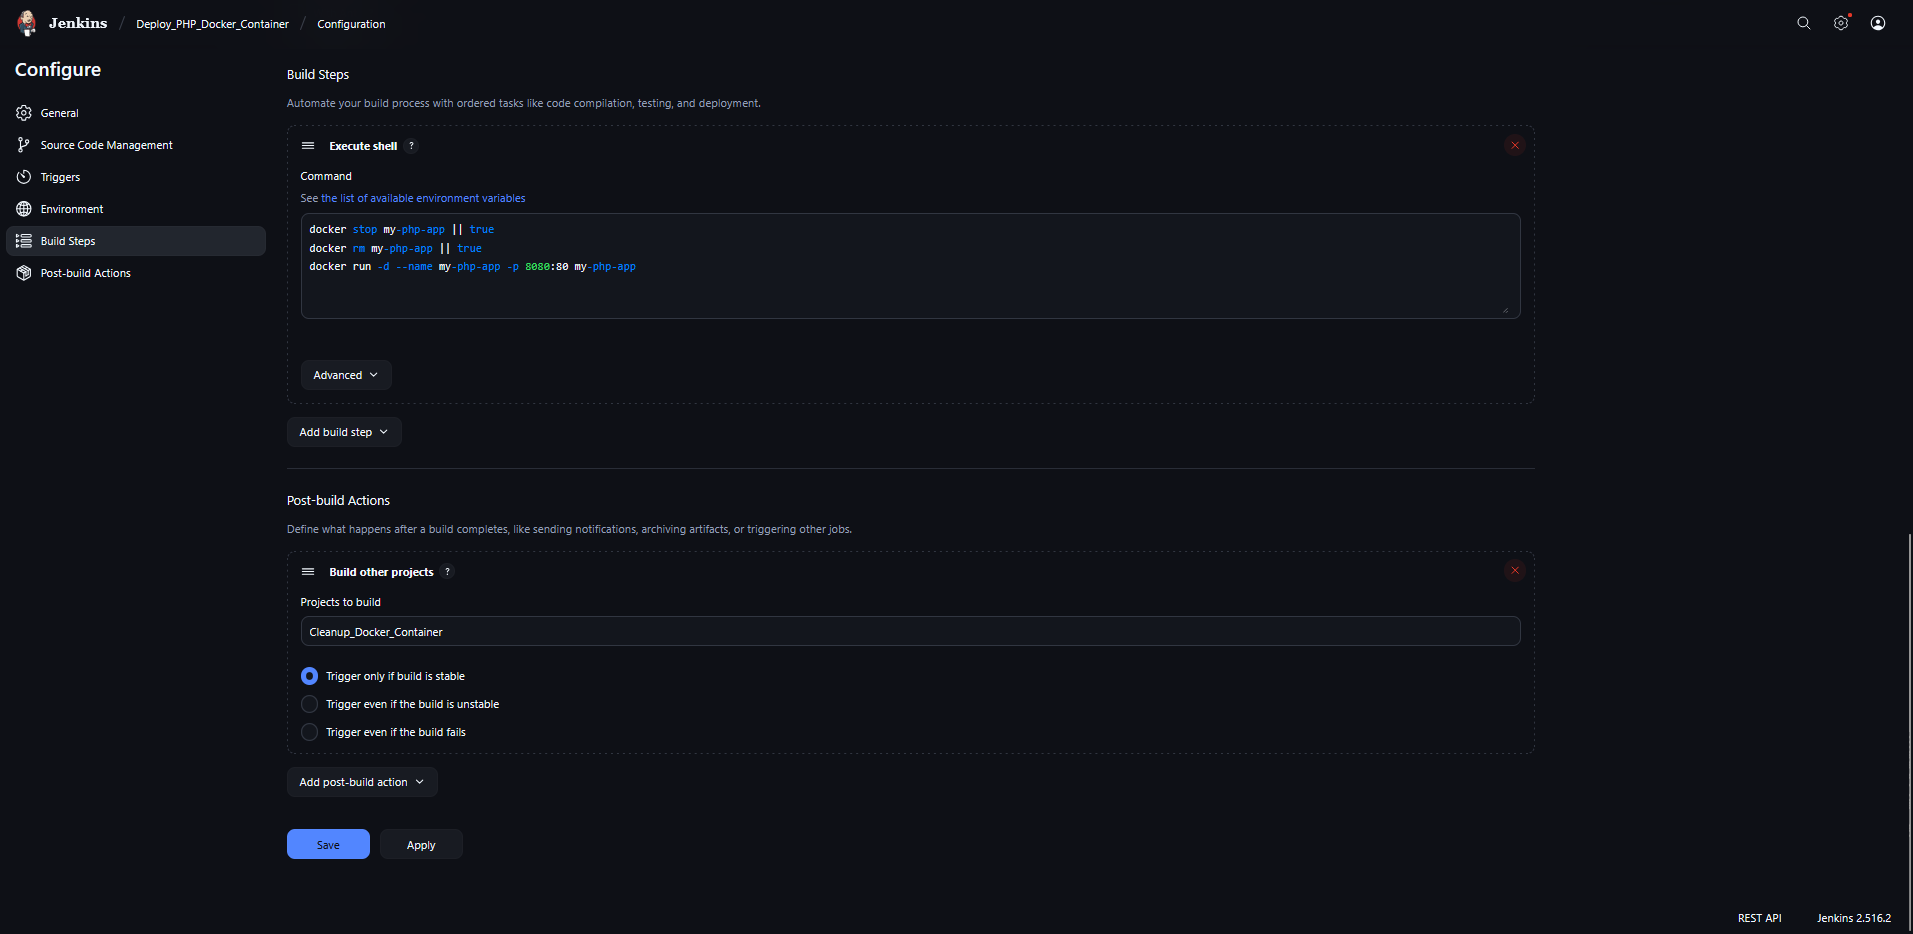 Jenkins / Deploy_PHP_Docker_Container / Configuration
Configure
General
Source Code Management
Triggers
Environment
Build Steps
Post-build Actions
Build Steps
Automate your build process with ordered tasks like code compilation, testing, and deployment.
Execute shell ?
Command
See the list of available environment variables
docker stop my-php-app || true
docker rm my-php-app || true
docker run -d --name my-php-app -p 8080:80 my-php-app
Advanced
Add build step
Post-build Actions
Define what happens after a build completes, like sending notifications, archiving artifacts, or triggering other jobs.
Build other projects ?
Projects to build
Cleanup_Docker_Container
Trigger only if build is stable
Trigger even if the build is unstable
Trigger even if the build fails
Add post-build action
Save
Apply
REST API
Jenkins 2.516.2